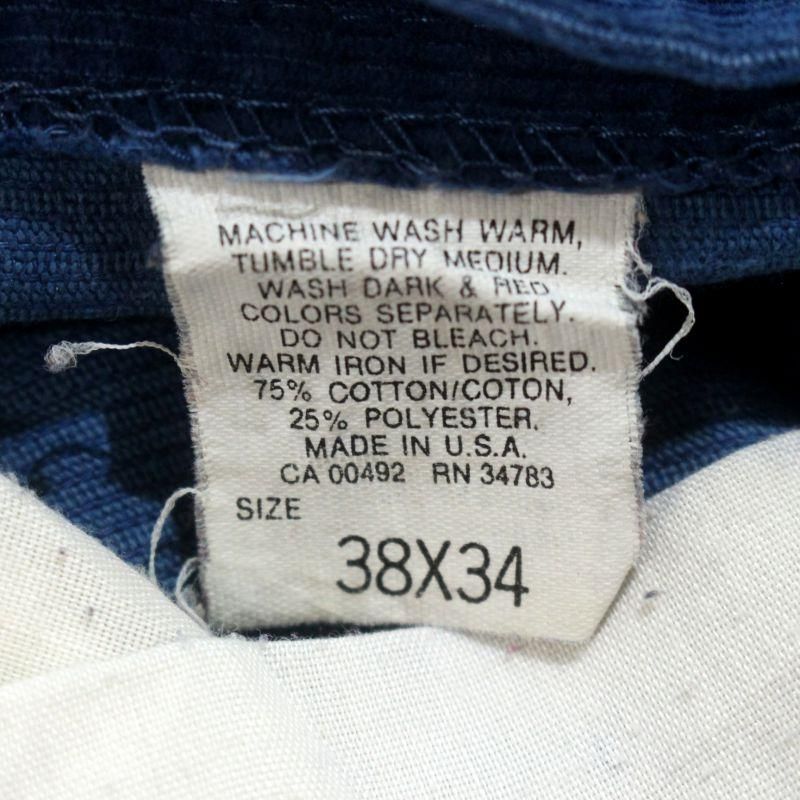 MACHINE WASH WARM,
TUMBLE DRY MEDIUM.
WASH DARK & RED
COLORS SEPARATELY.
DO NOT BLEACH.
WARM IRON IF DESIRED.
75% COTTON/COTON,
25% POLYESTER.
MADE IN U.S.A.
CA 00492 RN 34783
SIZE
38X34